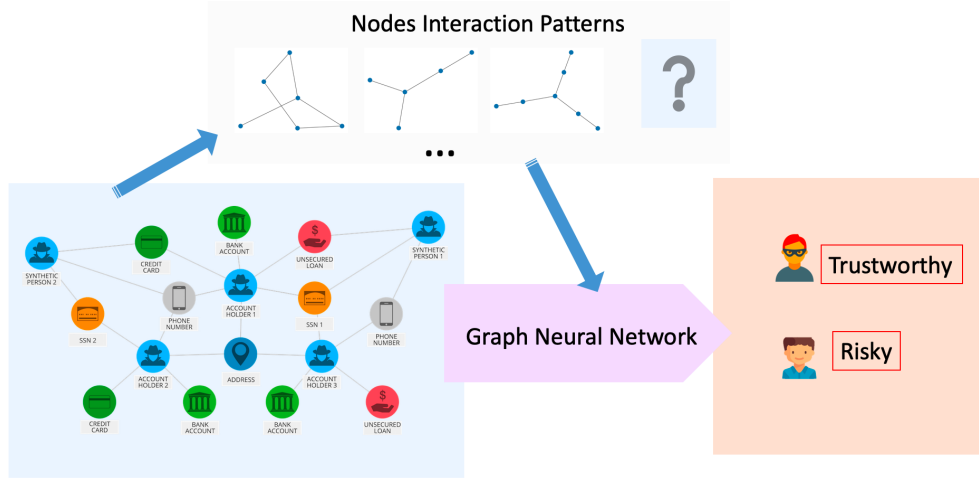 Nodes Interaction Patterns
?
...
BANK
ACCOUNT
$
UNSECURED
LOAN
SYNTHETIC
PERSON 1
SYNTHETIC
PERSON 2
CREDIT
CARD
PHONE
NUMBER
ACCOUNT
HOLDER 1
SSN 1
PHONE
NUMBER
SSN 2
ACCOUNT
HOLDER 2
ADDRESS
ACCOUNT
HOLDER 3
CREDIT
CARD
BANK
ACCOUNT
BANK
ACCOUNT
$
UNSECURED
LOAN
Graph Neural Network
Trustworthy
Risky